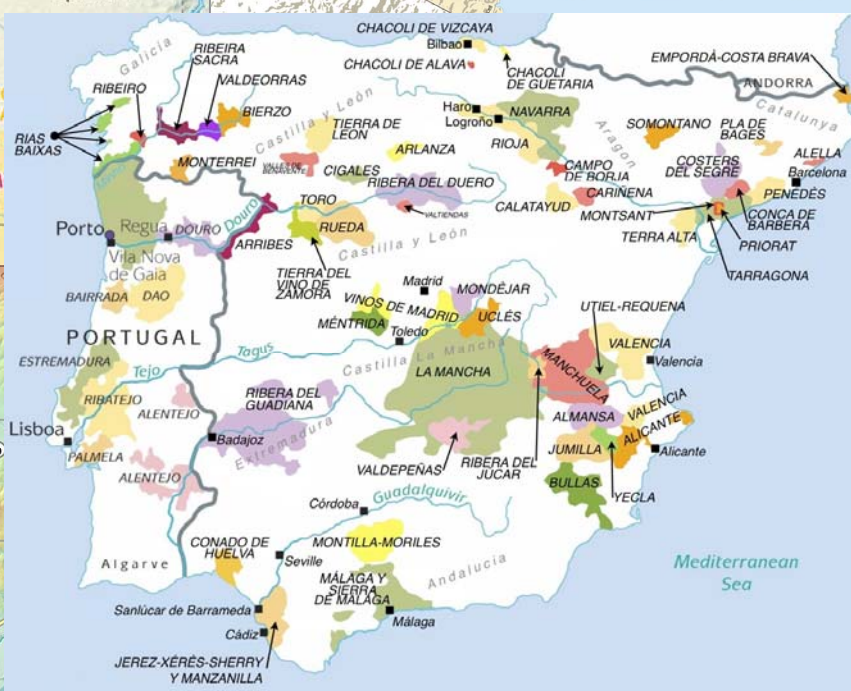 CHACOLI DE VIZCAYA
Bilbao
CHACOLI DE ALAVA
CHACOLI
DE GUETARIA
EMPORDÀ-COSTA BRAVA
ANDORRA
Catalunya
Galicia
RIBEIRA
SACRA
RIBEIRO
VALDEORRAS
BIERZO
RIAS
BAIXAS
MONTERREI
Castilla y León
TIERRA DE
LEON
VALLES DE
BENAVENTE
CIGALES
ARLANZA
Haro
Logroño
NAVARRA
RIOJA
Aragon
SOMONTANO
PLA DE
BAGES
COSTERS
DEL SEGRE
ALELLA
Barcelona
PENEDÈS
CAMPO
DE BORJA
CARIÑENA
CALATAYUD
MONTSANT
CONCA DE
BARBERÀ
TERRA ALTA
PRIORAT
TARRAGONA
RIBERA DEL DUERO
VALTIENDAS
TORO
RUEDA
Castilla y León
TIERRA DEL
VINO DE
ZAMORA
ARRIBES
Douro
Minho
Porto
Regua
DOURO
Vila Nova
de Gaia
BAIRRADA
DAO
PORTUGAL
ESTREMADURA
Tejo
Tagus
RIBATEJO
ALENTEJO
Lisboa
PALMELA
ALENTEJO
Algarve
Madrid
MONDÉJAR
VINOS DE MADRID
MÉNTRIDA
UCLÉS
Toledo
Castilla La Mancha
LA MANCHA
UTIEL-REQUENA
VALENCIA
Valencia
MANCHUELA
RIBERA DEL
GUADIANA
Badajoz
Extremadura
VALDEPEÑAS
RIBERA DEL
JUCAR
ALMANSA
VALENCIA
ALICANTE
Alicante
JUMILLA
YECLA
BULLAS
Córdoba
Guadalquivir
CONADO DE
HUELVA
Seville
MONTILLA-MORILES
Andalucia
MÁLAGA Y
SIERRA
DE MÁLAGA
Málaga
Sanlúcar de Barrameda
Cádiz
JEREZ-XÉRÈS-SHERRY
Y MANZANILLA
Mediterranean
Sea